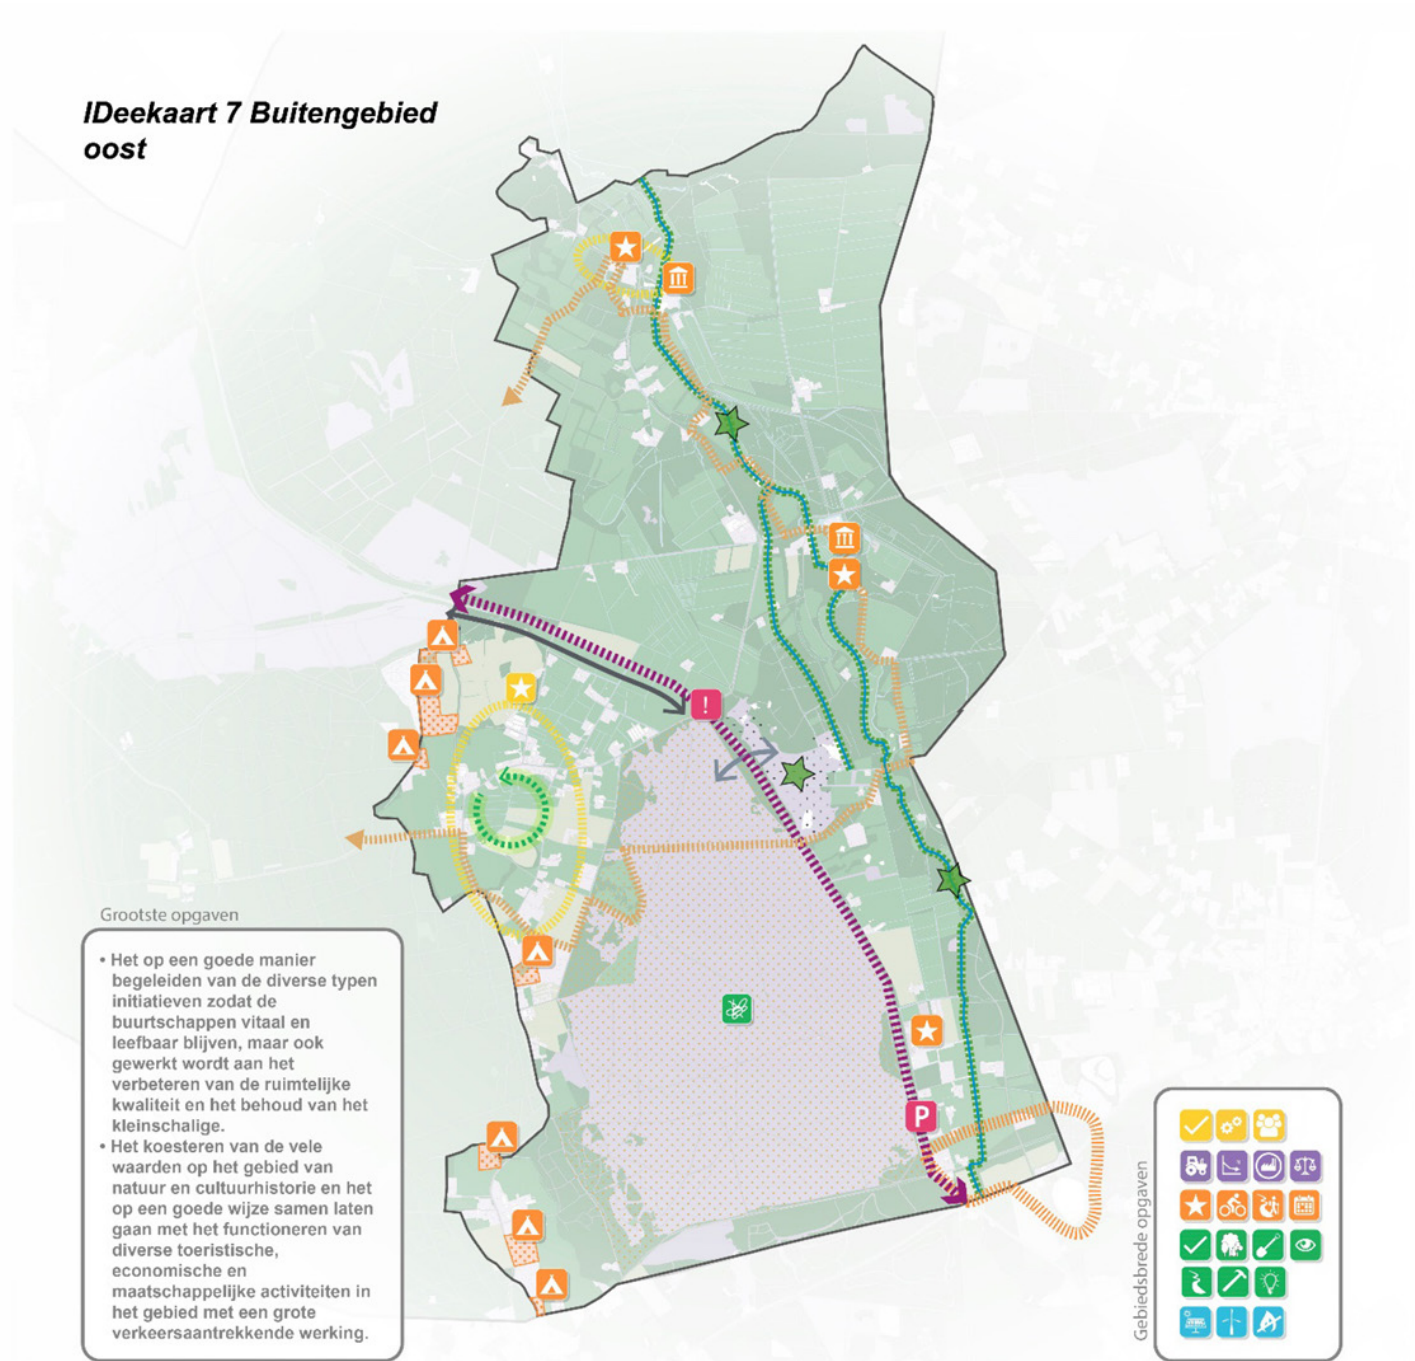 IDeekaart 7 Buitengebied
oost
!
P
Grootste opgaven
• Het op een goede manier
begeleiden van de diverse typen
initiatieven zodat de
buurtschappen vitaal en
leefbaar blijven, maar ook
gewerkt wordt aan het
verbeteren van de ruimtelijke
kwaliteit en het behoud van het
kleinschalige.
• Het koesteren van de vele
waarden op het gebied van
natuur en cultuurhistorie en het
op een goede wijze samen laten
gaan met het functioneren van
diverse toeristische,
economische en
maatschappelijke activiteiten in
het gebied met een grote
verkeersaantrekkende werking.
Gebiedsbrede opgaven